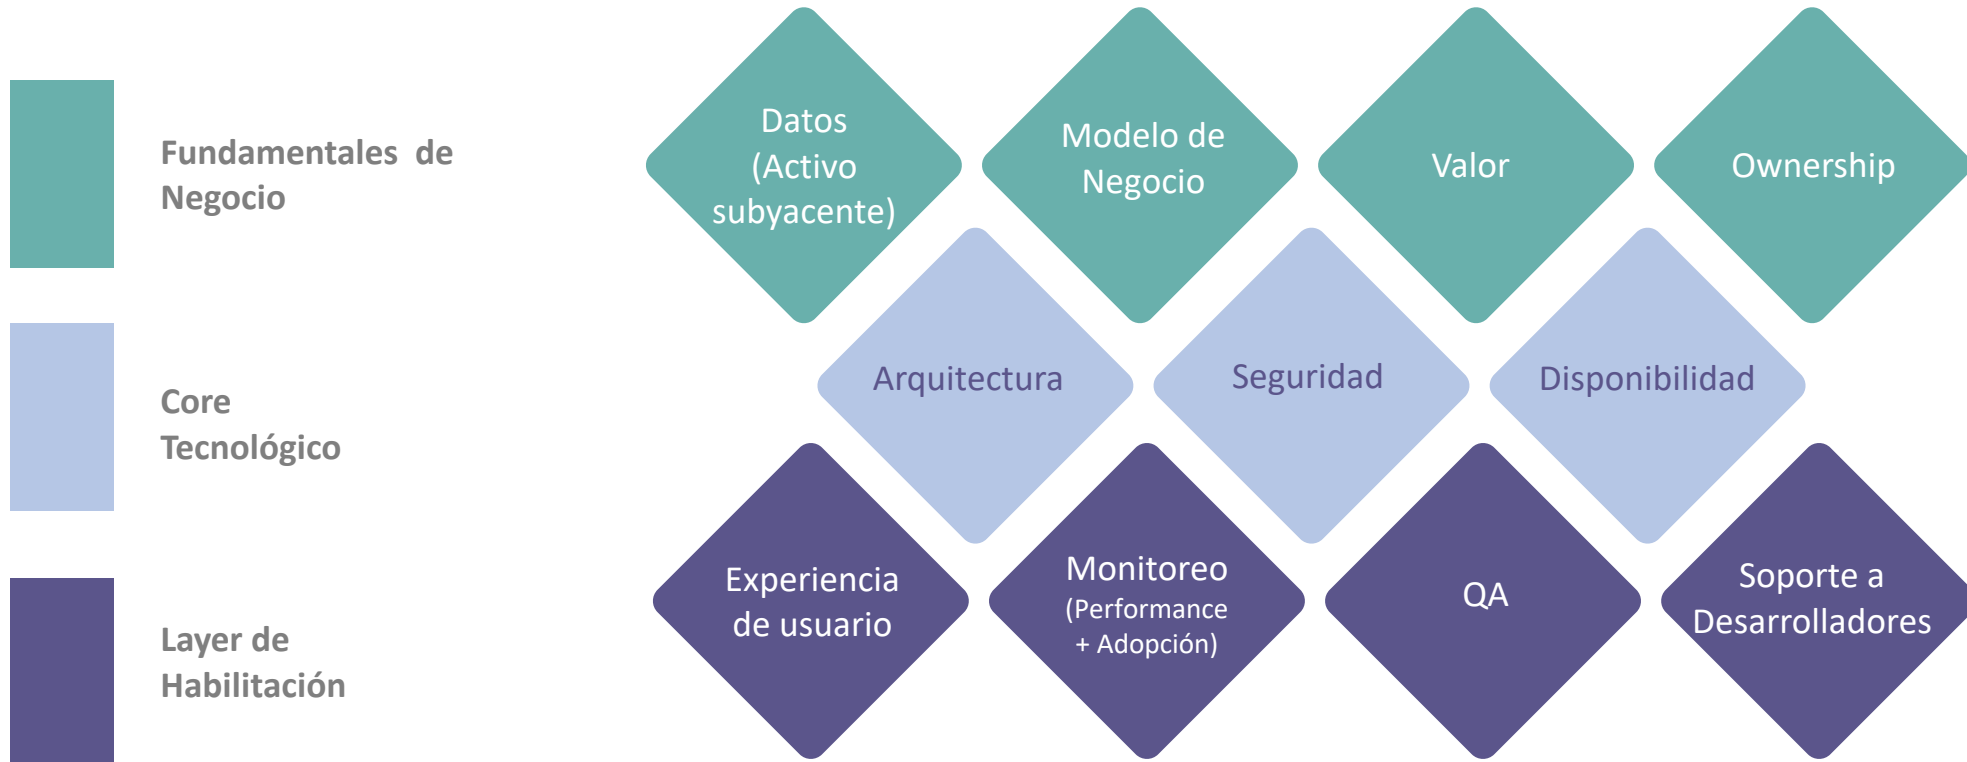 Fundamentales de
Negocio
Datos
(Activo
subyacente)
Modelo de
Negocio
Valor
Ownership
Core
Tecnológico
Arquitectura
Seguridad
Disponibilidad
Layer de
Habilitación
Experiencia
de usuario
Monitoreo
(Performance
+ Adopción)
QA
Soporte a
Desarrolladores